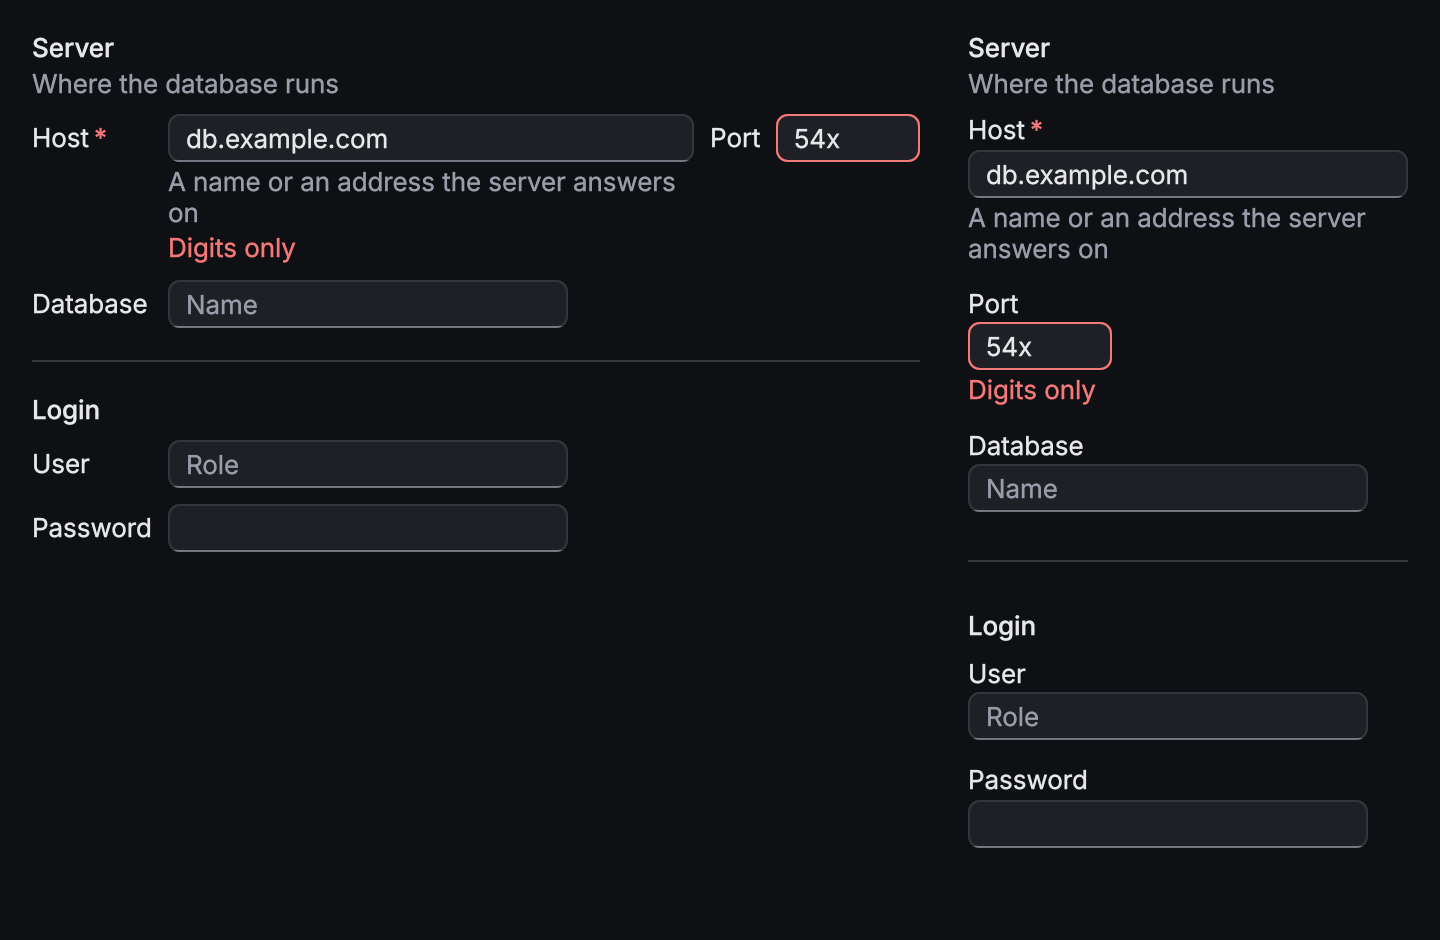 Server
Where the database runs
Host *
db.example.com
Port
54x
A name or an address the server answers
on
Digits only
Database
Name
Login
User
Role
Password
Server
Where the database runs
Host *
db.example.com
A name or an address the server
answers on
Port
54x
Digits only
Database
Name
Login
User
Role
Password